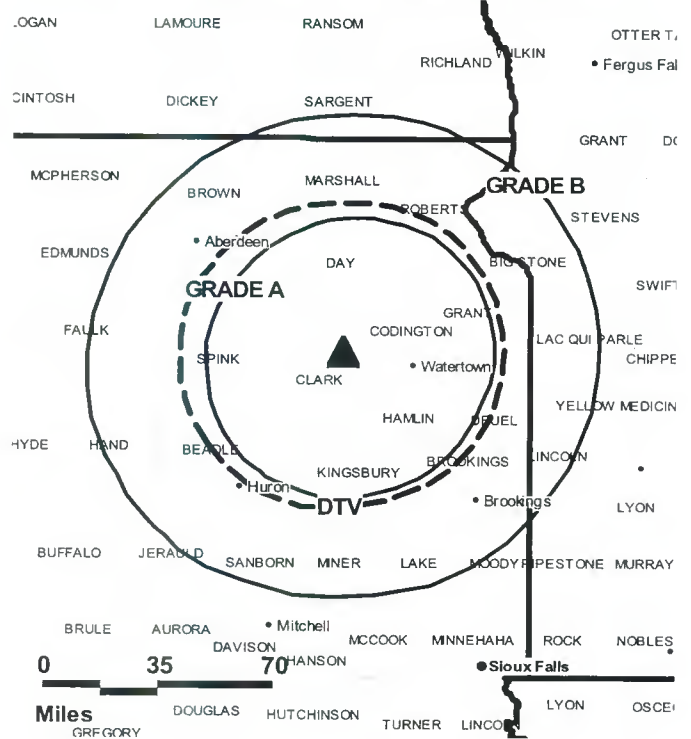 LAMOURE
RANSOM
RICHLAND
WILKIN
• Fergus Fal
DICKEY
SARGENT
GRANT
MCPHERSON
BROWN
MARSHALL
ROBERTS
GRADE B
STEVENS
EDMUNDS
Aberdeen
DAY
BIG STONE
GRADE A
SWIFT
FAULK
GRANT
CODINGTON
LAC QUI PARLE
SPINK
CHIPPE
CLARK
Watertown
YELLOW MEDICIN
HAMLIN
DEUEL
HYDE
HAND
BEADLE
KINGSBURY
BROOKINGS
LINCOLN
Huron
DTV
Brookings
LYON
BUFFALO
JERAULD
SANBORN
MINER
LAKE
MOODY
PIPESTONE
MURRAY
BRULE
AURORA
Mitchell
DAVISON
HANSON
MCCOOK
MINNEHAHA
ROCK
NOBLES
0 35 70
Sioux Falls
Miles
DOUGLAS
HUTCHINSON
TURNER
LINCOLN
LYON
OSCE
GREGORY